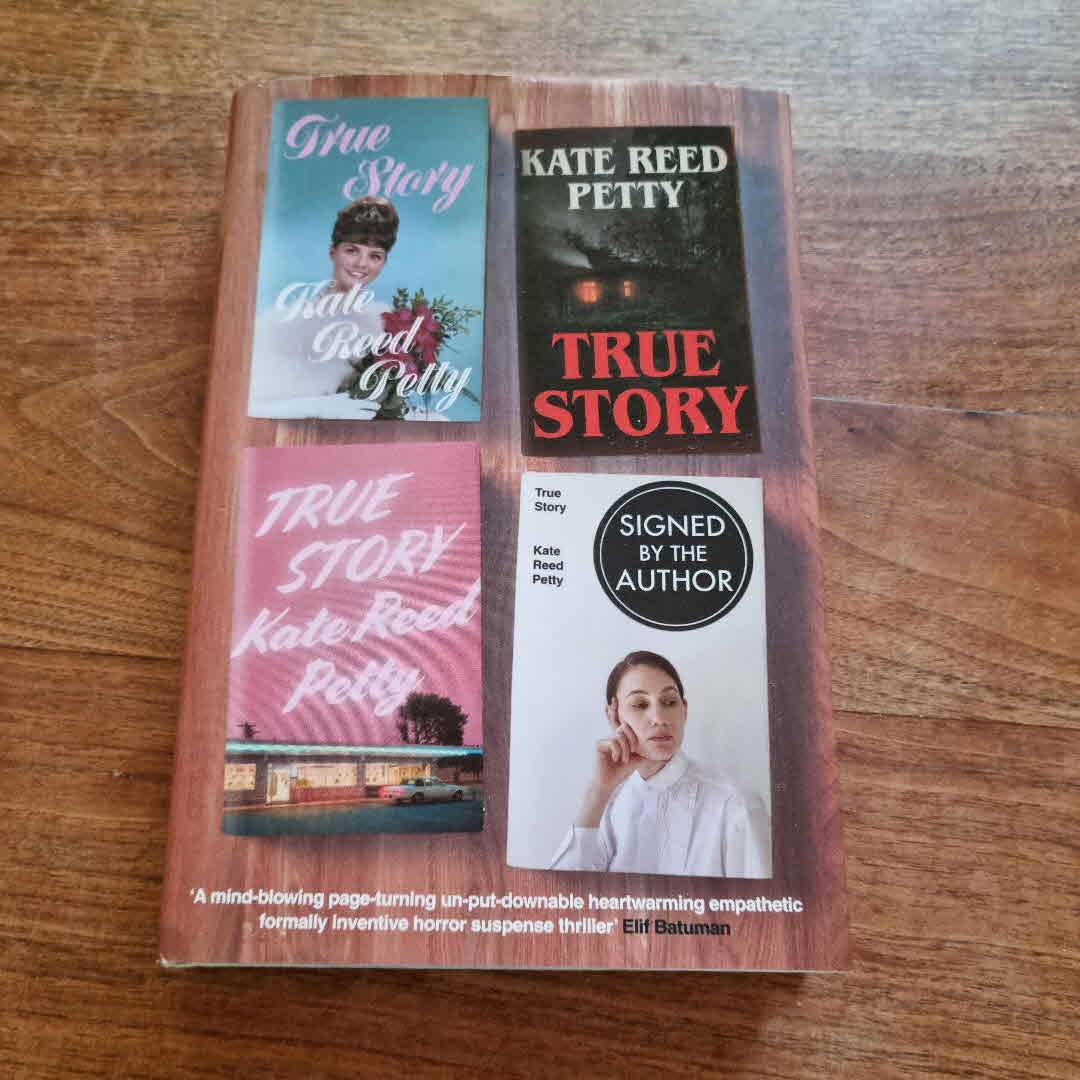 True
Story
Kate
Reed
Petty
KATE REED
PETTY
TRUE
STORY
TRUE
STORY
Kate Reed
Petty
True
Story
Kate
Reed
Petty
SIGNED
BY THE
AUTHOR
‘A mind-blowing page-turning un-put-downable heartwarming empathetic
formally inventive horror suspense thriller’ Elif Batuman